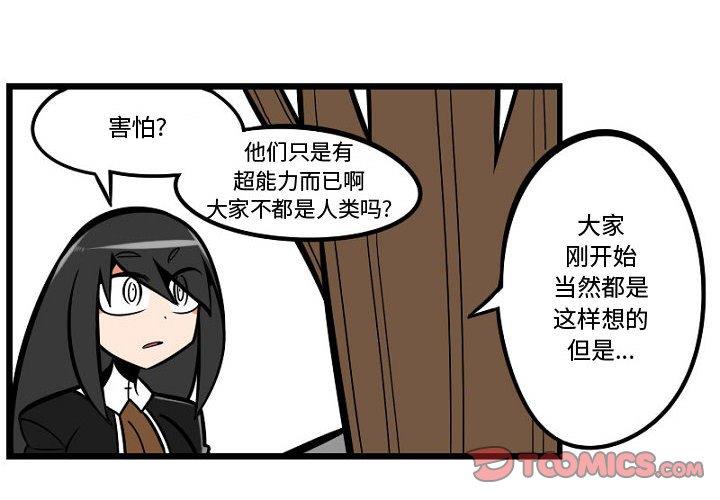 害怕?
他们只是有
超能力而已啊
大家不都是人类吗?
大家
刚开始
当然都是
这样想的
但是...
TOOMICS.COM